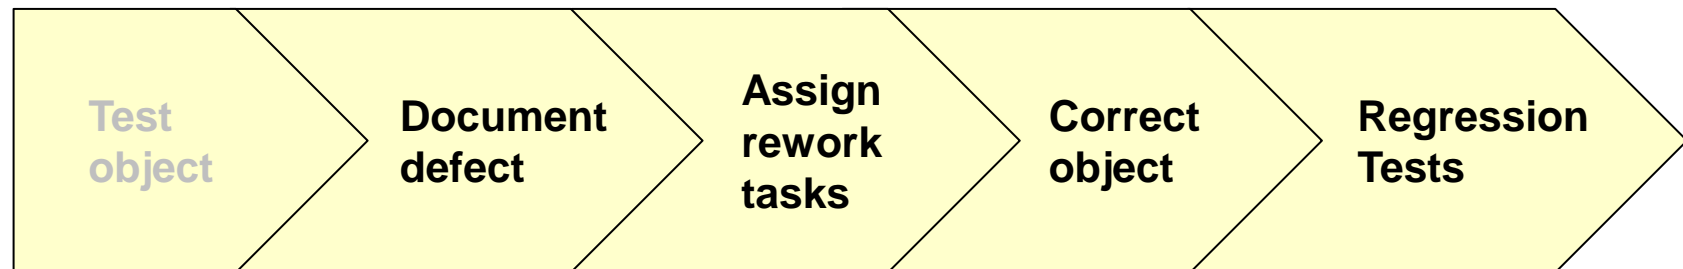 Test
object
Document
defect
Assign
rework
tasks
Correct
object
Regression
Tests